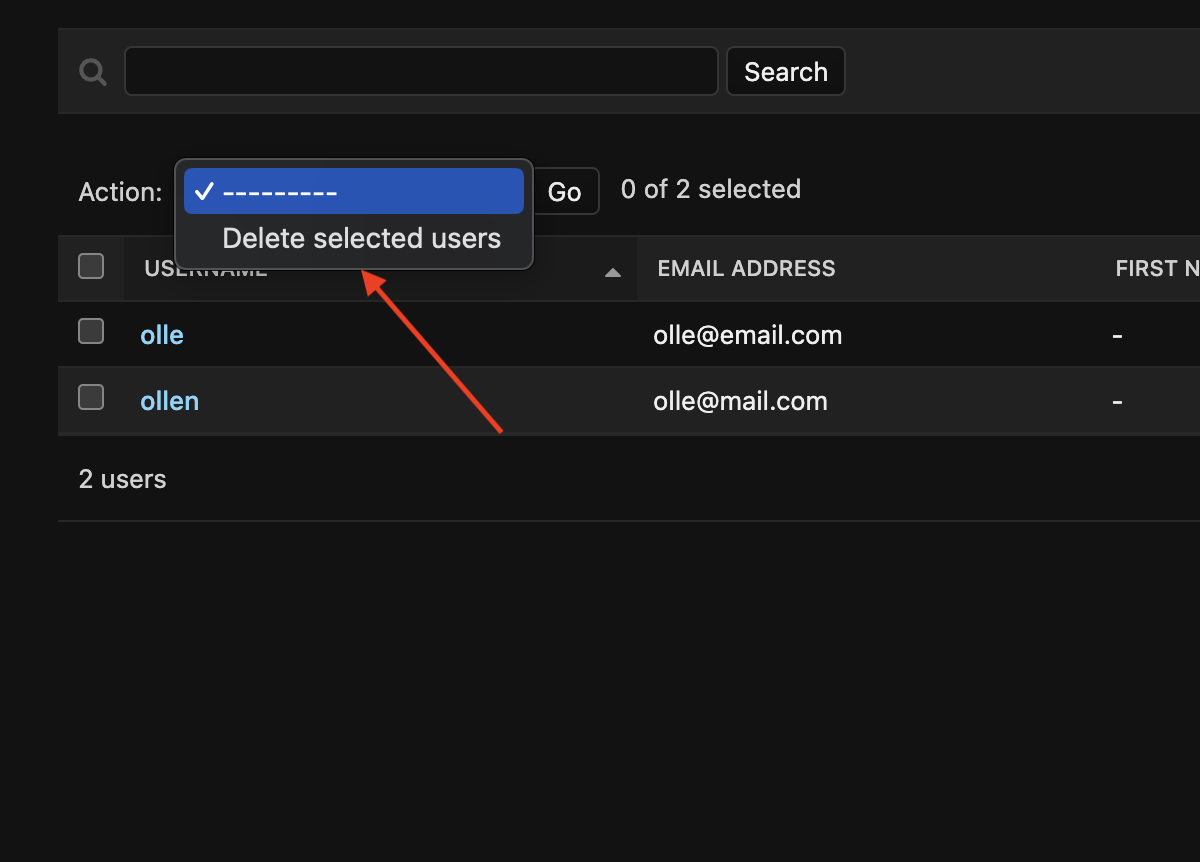 Search
Action:
---------
Delete selected users
Go
0 of 2 selected
USERNAME
EMAIL ADDRESS
FIRST N
olle
olle@email.com
-
ollen
olle@mail.com
-
2 users